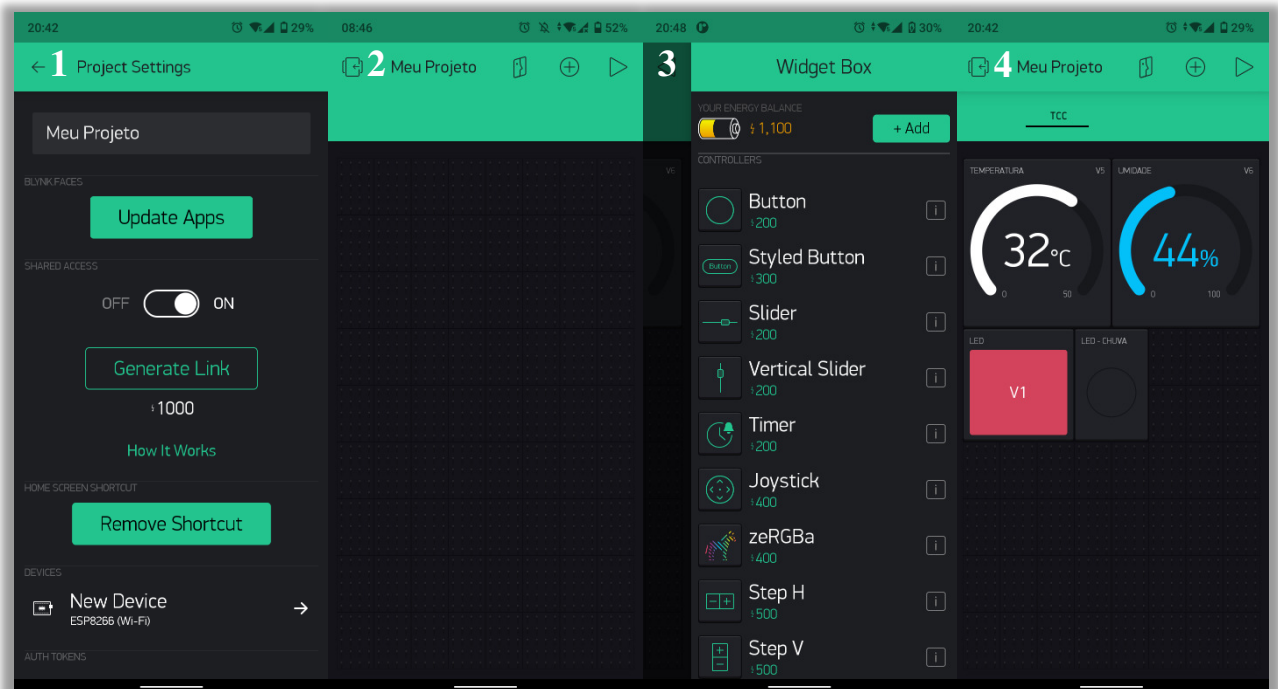 20:42
29%
1
Project Settings
Meu Projeto
BLYNK.FACES
Update Apps
SHARED ACCESS
OFF
ON
Generate Link
1000
How It Works
HOME SCREEN SHORTCUT
Remove Shortcut
DEVICES
New Device
ESP8266 (Wi-Fi)
AUTH TOKENS
08:46
52%
2
Meu Projeto
20:48
30%
3
Widget Box
V6
YOUR ENERGY BALANCE
1,100
+ Add
CONTROLLERS
Button
200
Button
Styled Button
300
Slider
200
Vertical Slider
200
Timer
200
Joystick
400
zeRGBa
400
Step H
500
Step V
500
20:42
29%
4
Meu Projeto
TCC
TEMPERATURA V5
32°C
0 50
UMIDADE V6
44%
0 100
LED
V1
LED - CHUVA